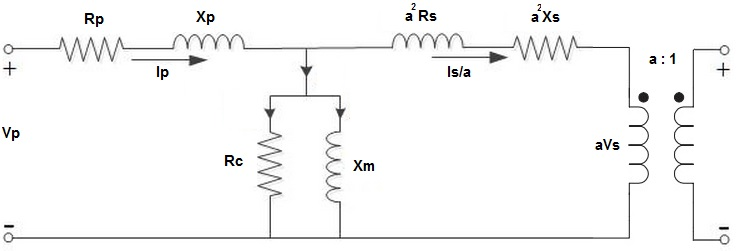 Rp
Xp
a²Rs
a²Xs
+
Ip
Is/a
a : 1
+
Vp
Rc
Xm
aVs
-
-